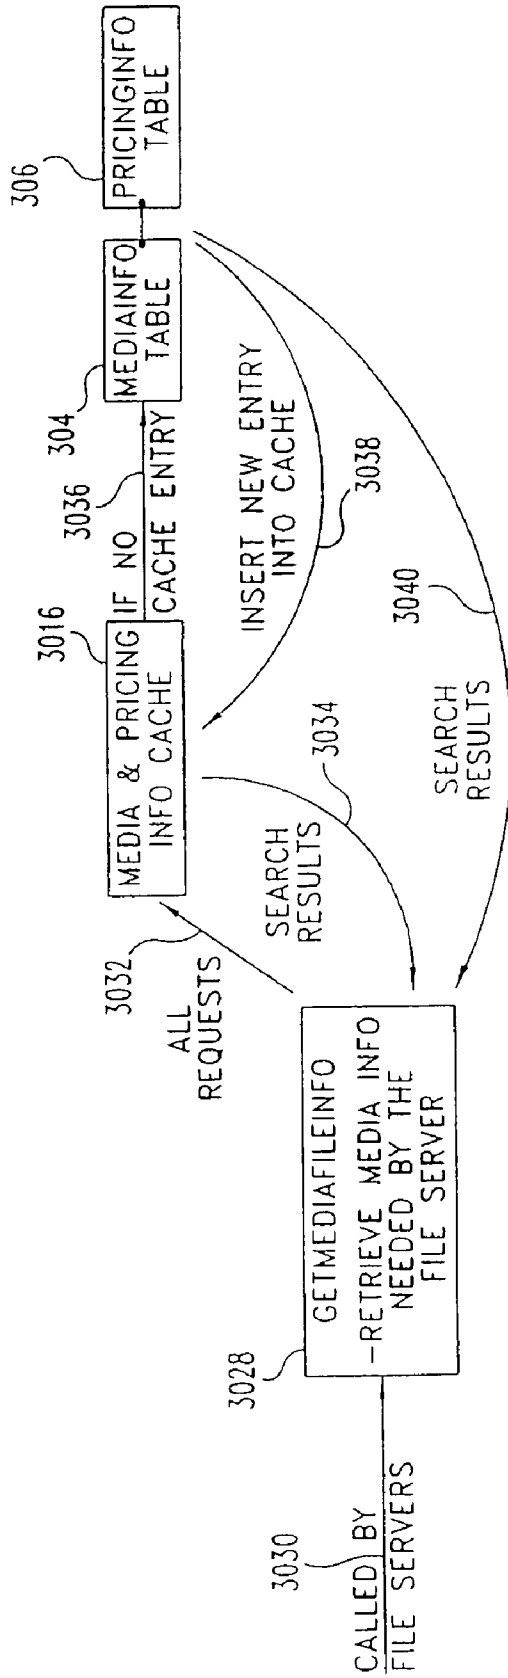 CALLED BY
FILE SERVERS
3030
3028
GETMEDIAFILEINFO
-RETRIEVE MEDIA INFO
NEEDED BY THE
FILE SERVER
ALL
REQUESTS
3032
3016
MEDIA & PRICING
INFO CACHE
SEARCH
RESULTS
3034
IF NO
CACHE ENTRY
3036
304
MEDIAINFO
TABLE
306
PRICINGINFO
TABLE
INSERT NEW ENTRY
INTO CACHE
3038
SEARCH
RESULTS
3040